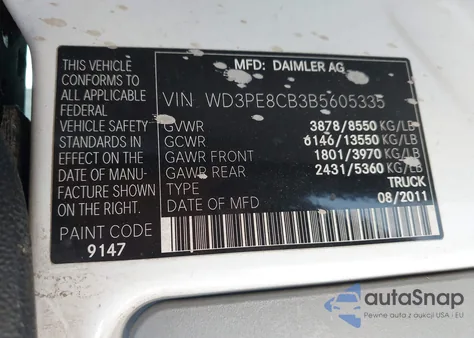 THIS VEHICLE
CONFORMS TO ALL
APPLICABLE
FEDERAL
MOTOR
VEHICLE SAFETY
STANDARDS IN
EFFECT ON THE
DATE OF MANU-
FACTURE SHOWN
ON THE RIGHT.
PAINT CODE
9147
MFD: DAIMLER AG
VIN WD3PE8CB3B5605335
GVWR 3878/8550 KG/LB
GCWR 6146/13550 KG/LB
GAWR FRONT 1801/3970 KG/LB
GAWR REAR 2431/5360 KG/LB
TYPE TRUCK
DATE OF MFD 08/2011
autoSnap
Pewne auta z dostawą USA - EU